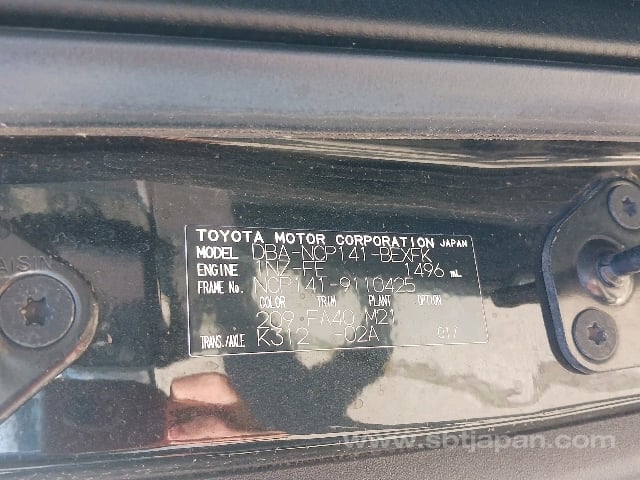 TOYOTA MOTOR CORPORATION JAPAN
MODEL DBA-NCP141-BEXFK
ENGINE 1NZ-FE 1496 mL
FRAME No. NCP141-9110425
COLOR TRIM PLANT OPTION
209 FA40 M21
TRANS./AXLE K312 -02A
AISIN
www.sbtjapan.com